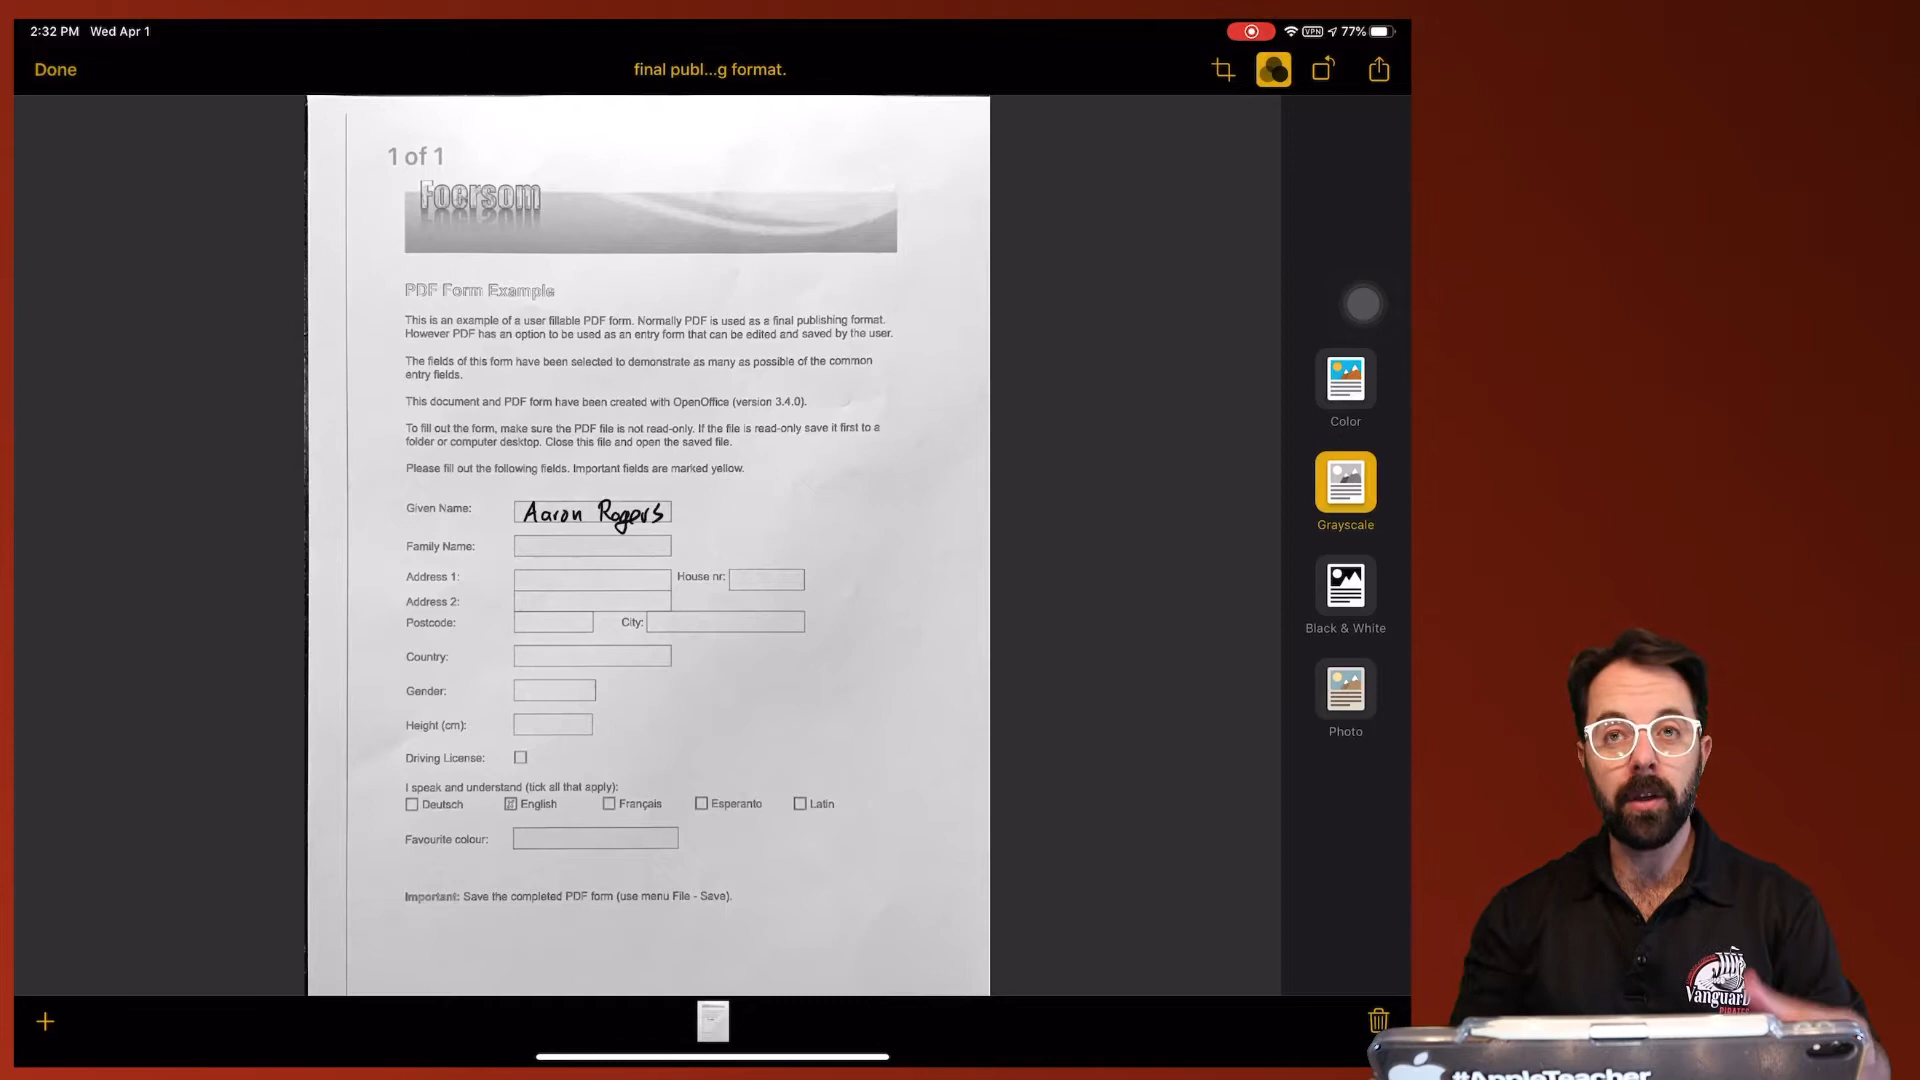 2:32 PM Wed Apr 1
VPN 77%
Done
final publ...g format.
1 of 1
Foersom
PDF Form Example
This is an example of a user fillable PDF form. Normally PDF is used as a final publishing format.
However PDF has an option to be used as an entry form that can be edited and saved by the user.
The fields of this form have been selected to demonstrate as many as possible of the common
entry fields.
This document and PDF form have been created with OpenOffice (version 3.4.0).
To fill out the form, make sure the PDF file is not read-only. If the file is read-only save it first to a
folder or computer desktop. Close this file and open the saved file.
Please fill out the following fields. Important fields are marked yellow.
Given Name: Aaron Rogers
Family Name:
Address 1: House nr:
Address 2:
Postcode: City:
Country:
Gender:
Height (cm):
Driving License:
I speak and understand (tick all that apply):
Deutsch English Français Esperanto Latin
Favourite colour:
Important: Save the completed PDF form (use menu File - Save).
Color
Grayscale
Black & White
Photo
Vanguard
PIRATES
#AppleTeacher